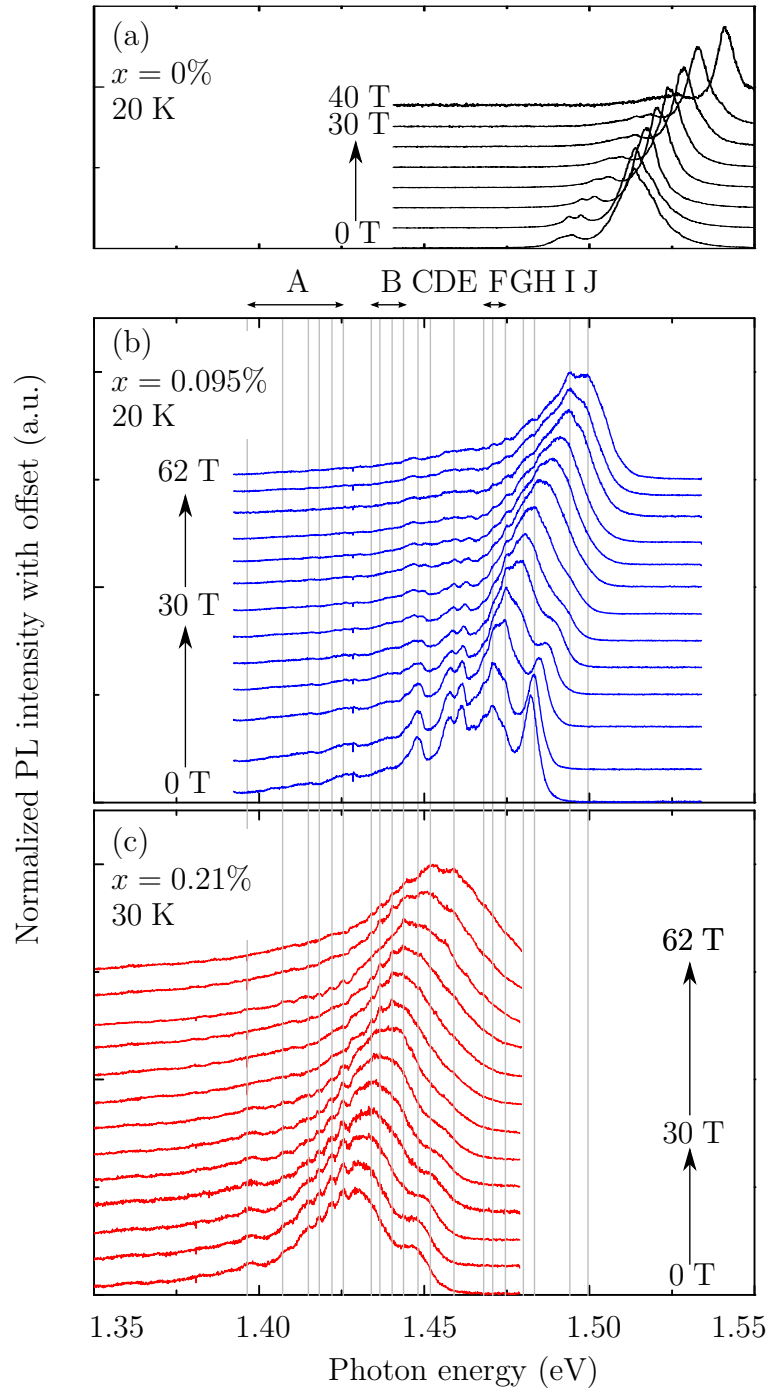 (a)
x = 0%
20 K
40 T
30 T
0 T
A B CDE F GH I J
(b)
x = 0.095%
20 K
62 T
30 T
0 T
(c)
x = 0.21%
30 K
62 T
30 T
0 T
Normalized PL intensity with offset (a.u.)
1.35 1.40 1.45 1.50 1.55
Photon energy (eV)